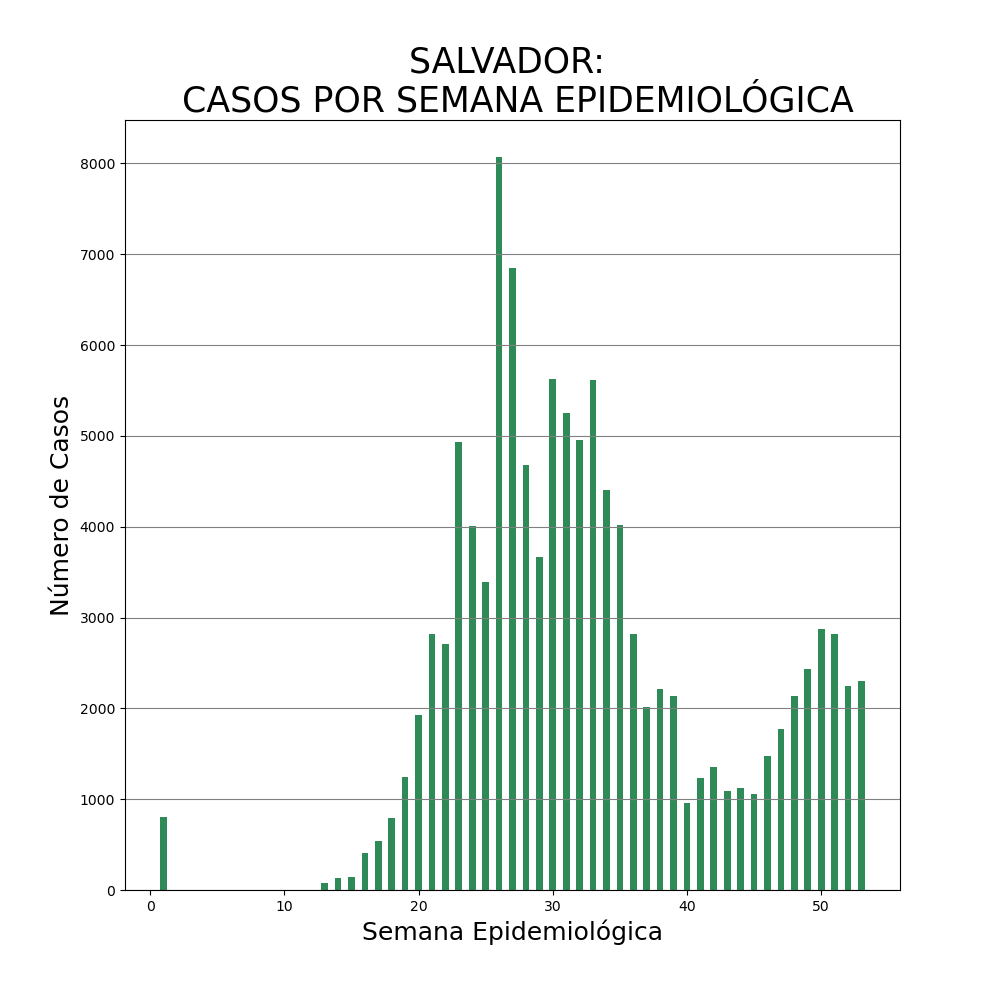 SALVADOR:
CASOS POR SEMANA EPIDEMIOLÓGICA
8000
7000
6000
5000
4000
3000
2000
1000
0
Número de Casos
0 10 20 30 40 50
Semana Epidemiológica